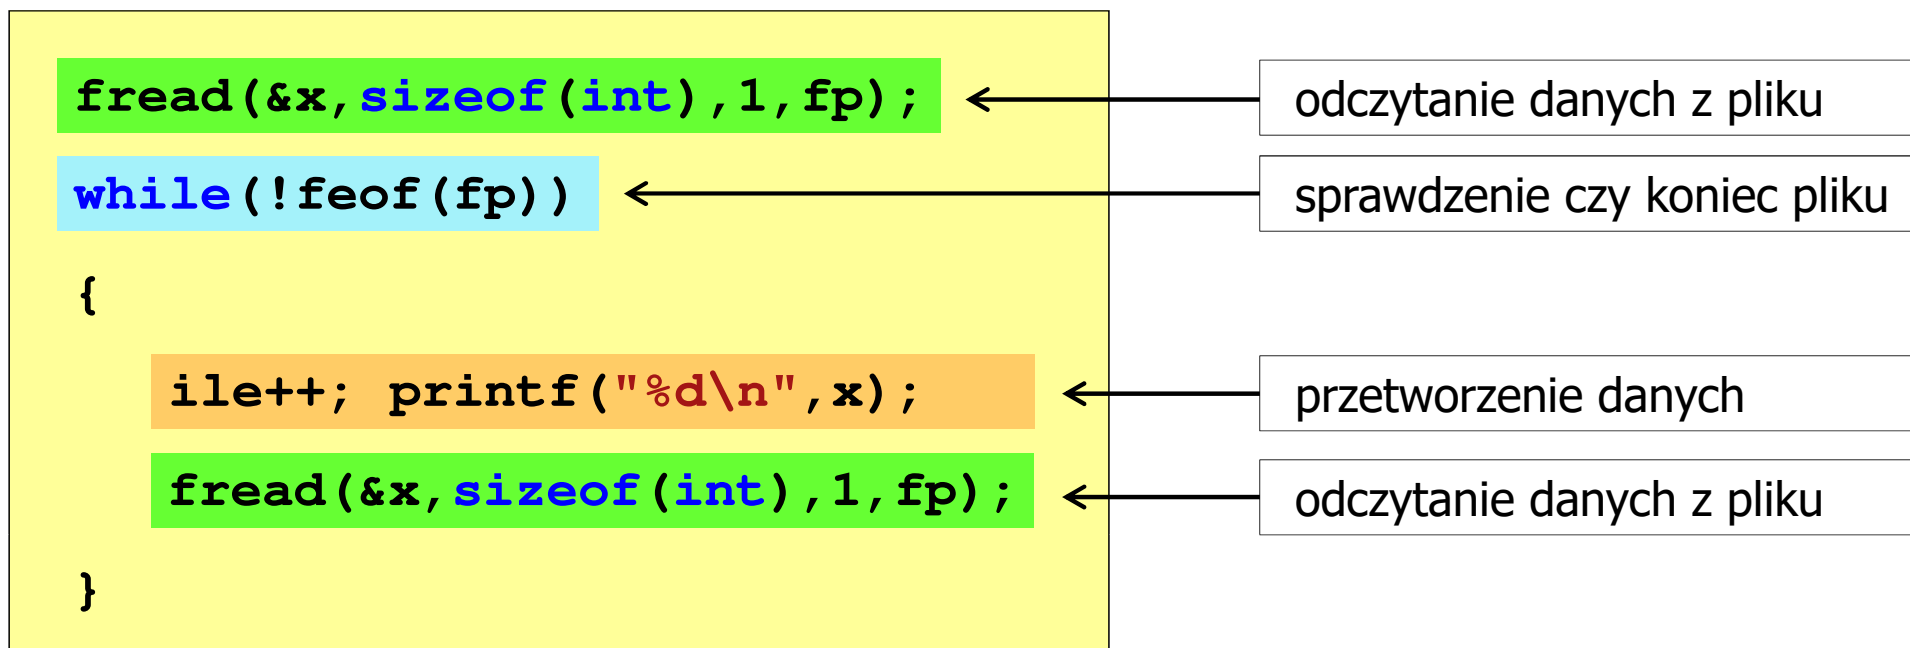 fread(&x,sizeof(int),1,fp);
odczytanie danych z pliku
while(!feof(fp))
sprawdzenie czy koniec pliku
{
ile++; printf("%d\n",x);
przetworzenie danych
fread(&x,sizeof(int),1,fp);
odczytanie danych z pliku
}